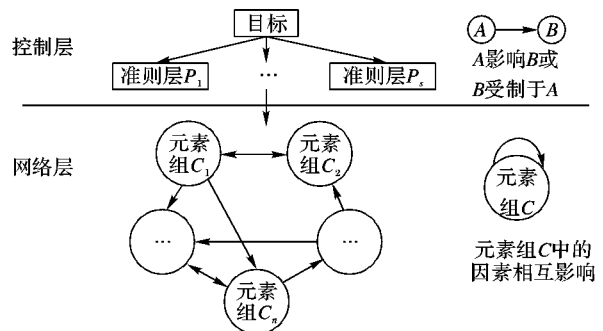 目标
控制层
准则层P₁
…
准则层Pₛ
A
B
A影响B或
B受制于A
网络层
元素
组C₁
元素
组C₂
…
…
元素
组Cₙ
元素
组C
元素组C中的
因素相互影响